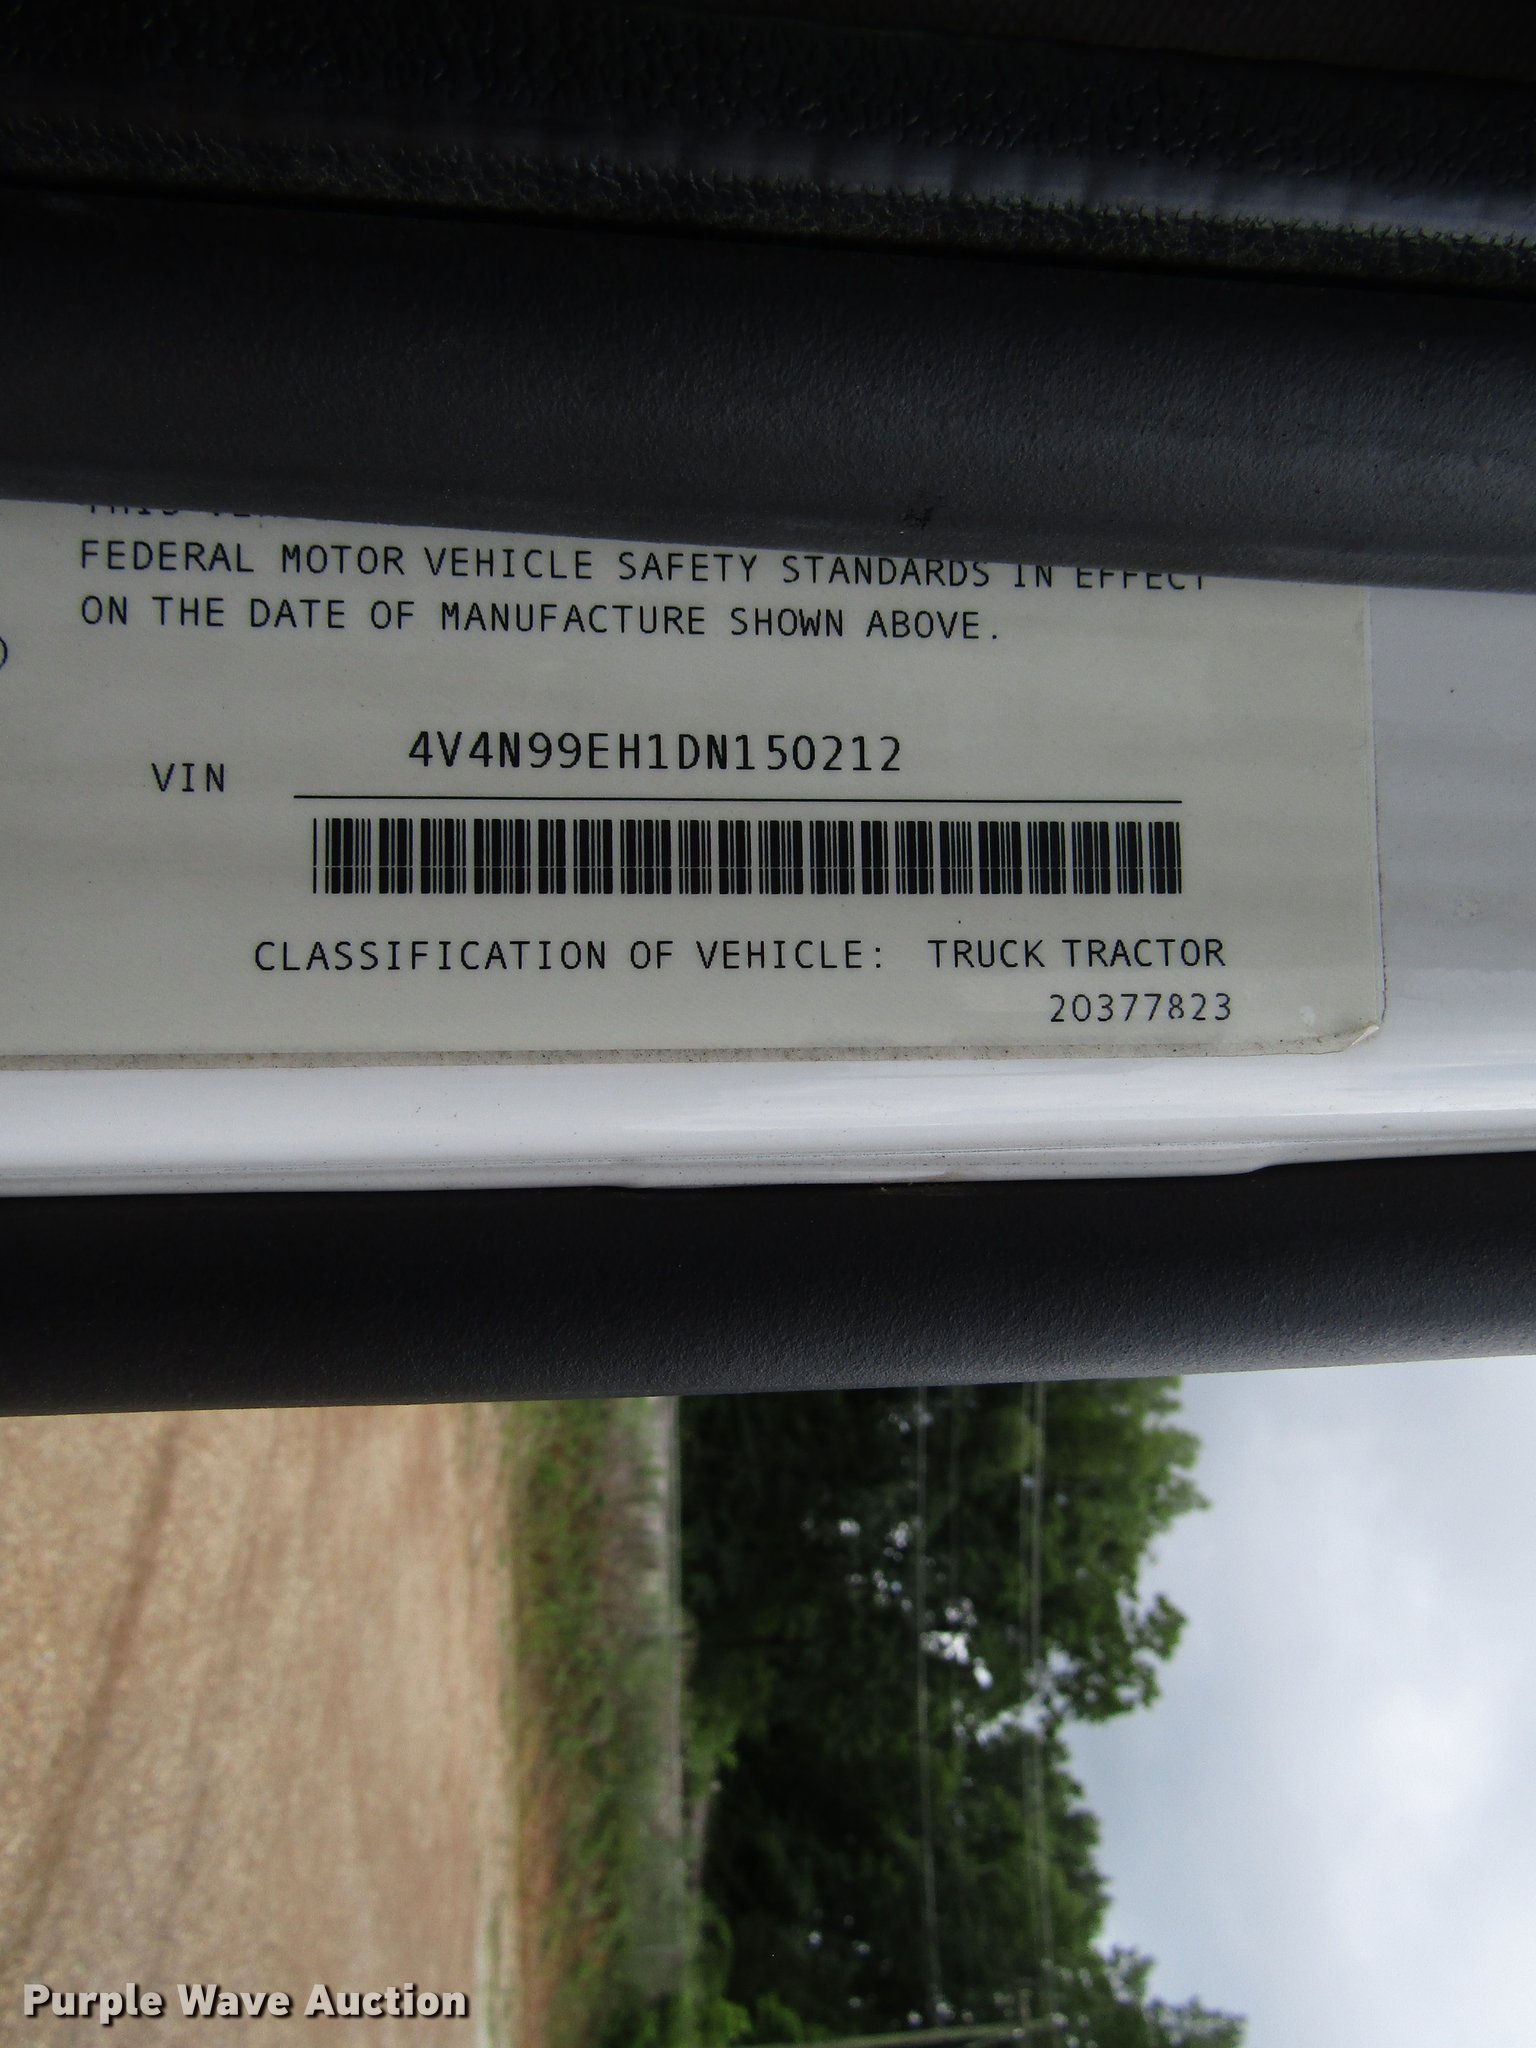 FEDERAL MOTOR VEHICLE SAFETY STANDARDS IN EFFECT
ON THE DATE OF MANUFACTURE SHOWN ABOVE.
VIN 4V4N99EH1DN150212
CLASSIFICATION OF VEHICLE: TRUCK TRACTOR
20377823
Purple Wave Auction